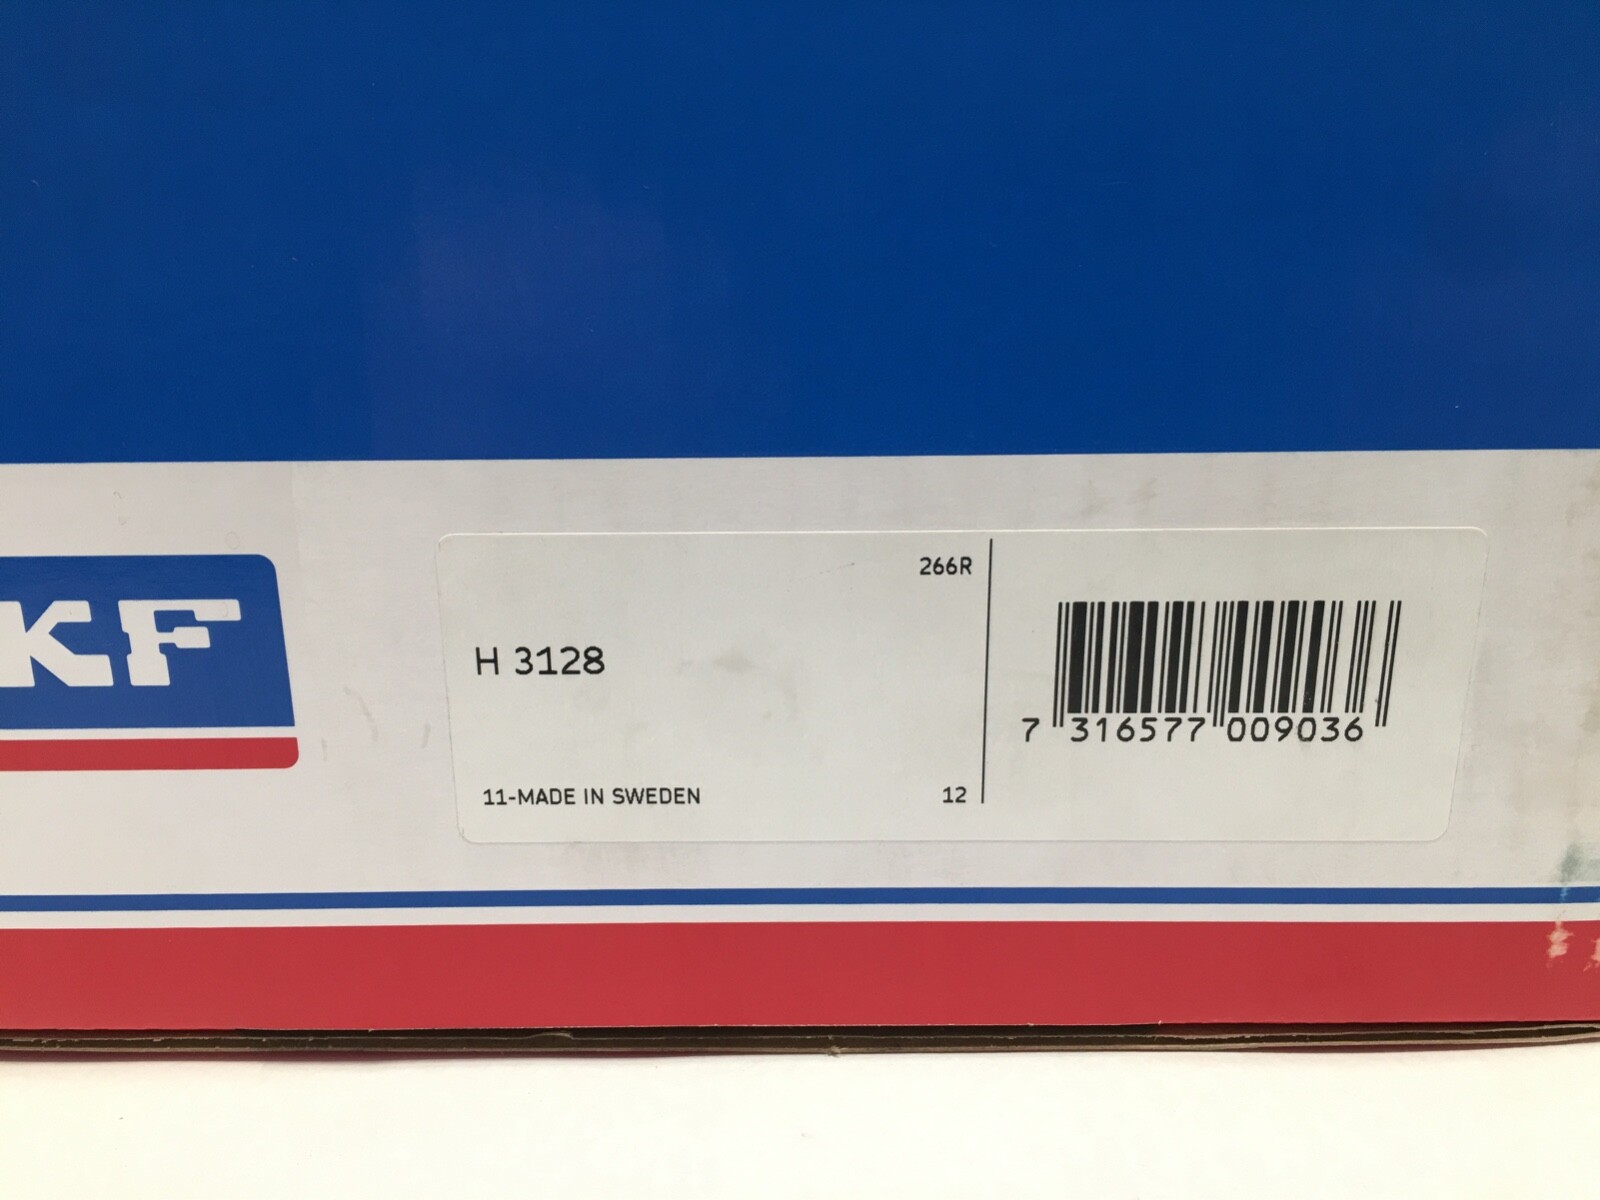 KF
266R
H 3128
11-MADE IN SWEDEN
12
7 316577 009036